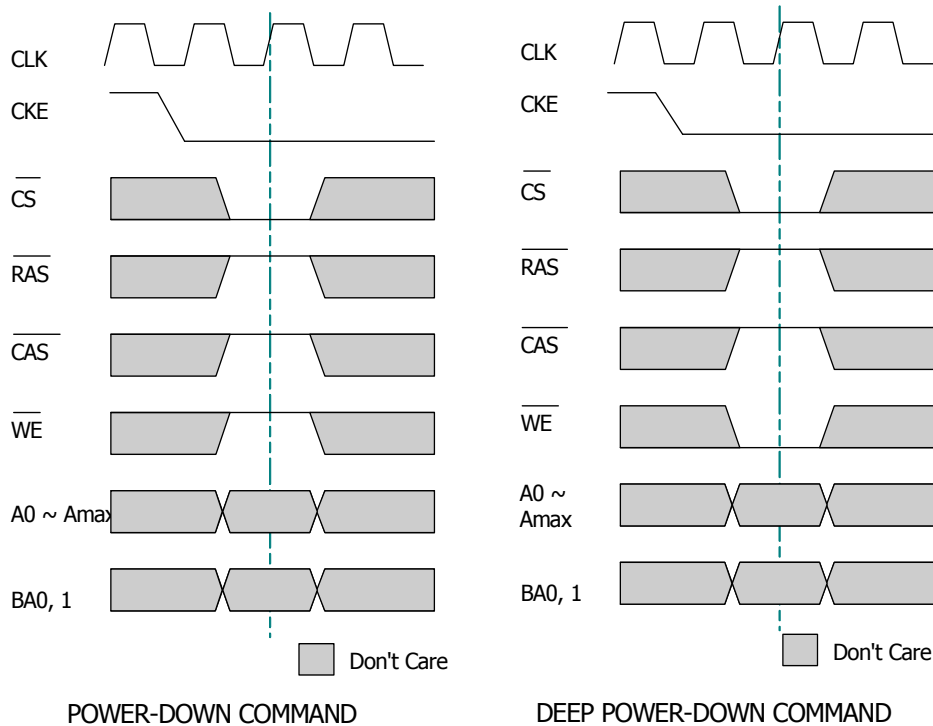 CLK
CKE
CS
RAS
CAS
WE
A0 ~ Amax
BA0, 1
Don't Care
POWER-DOWN COMMAND
CLK
CKE
CS
RAS
CAS
WE
A0 ~
Amax
BA0, 1
Don't Care
DEEP POWER-DOWN COMMAND